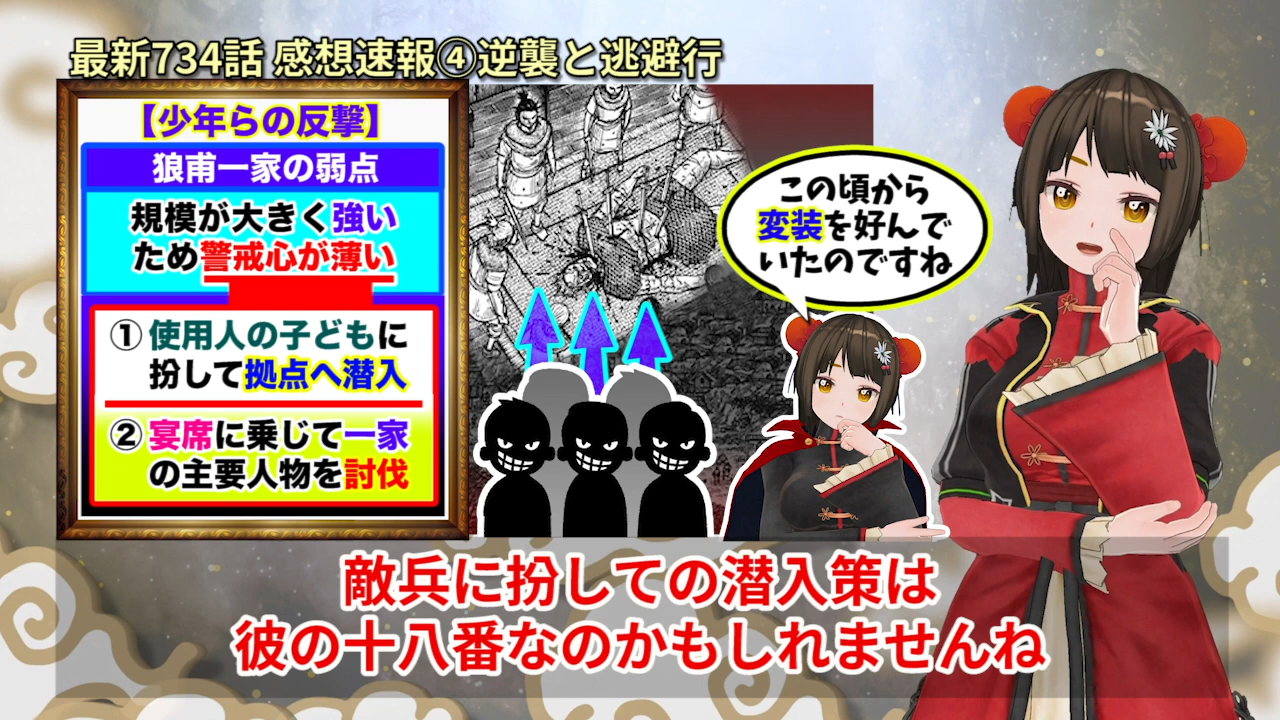 最新734話 感想速報④逆襲と逃避行
【少年らの反撃】
狼甫一家の弱点
規模が大きく強い
ため警戒心が薄い
① 使用人の子どもに
扮して拠点へ潜入
② 宴席に乗じて一家
の主要人物を討伐
この頃から
変装を好んで
いたのですね
敵兵に扮しての潜入策は
彼の十八番なのかもしれませんね